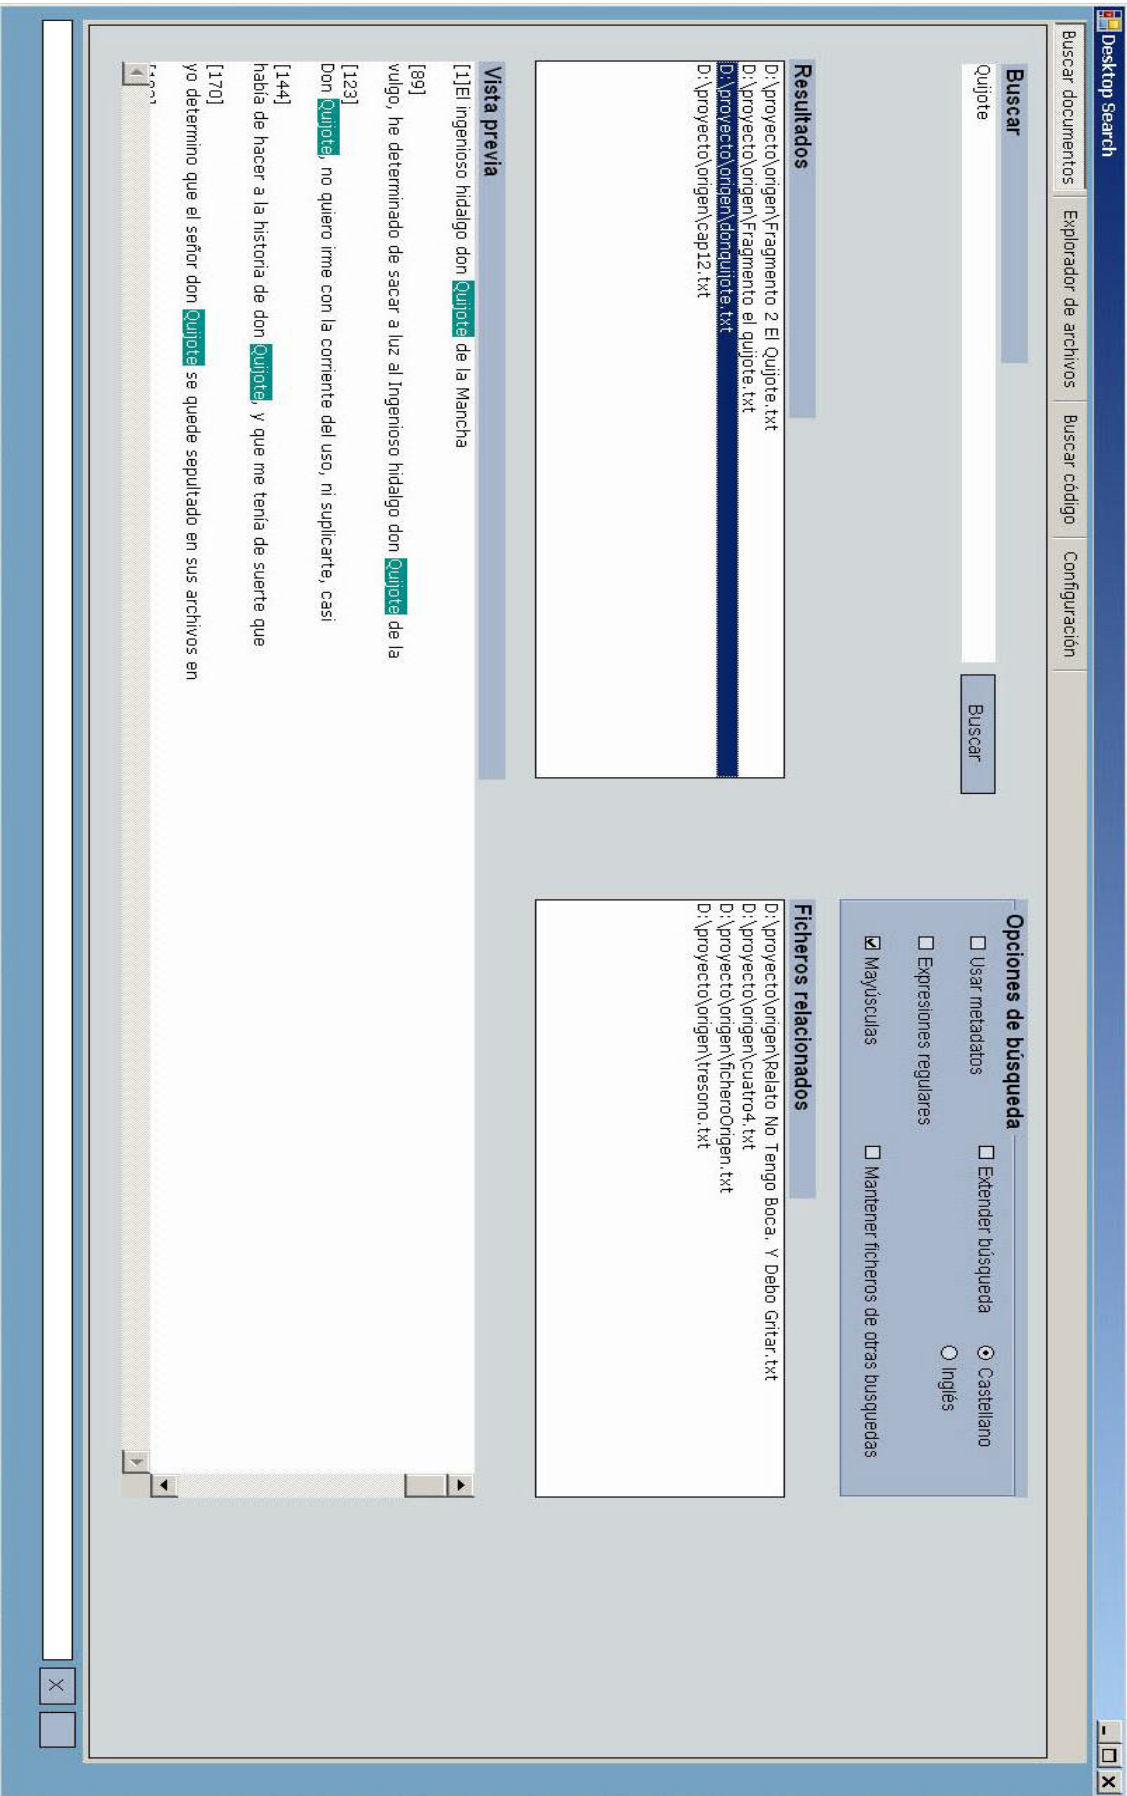 Desktop Search
Buscar documentos
Explorador de archivos
Buscar código
Configuración
Buscar
Quijote
Buscar
Opciones de búsqueda
Usar metadatos
Extender búsqueda
Castellano
Inglés
Expresiones regulares
Mayúsculas
Mantener ficheros de otras busquedas
Resultados
D:\proyecto\origen\Fragmento 2 El Quijote.txt
D:\proyecto\origen\Fragmento el quijote.txt
D:\proyecto\origen\donquijote.txt
D:\proyecto\origen\cap12.txt
Ficheros relacionados
D:\proyecto\origen\Relato No Tengo Boca. Y Debo Gritar.txt
D:\proyecto\origen\cuatro4.txt
D:\proyecto\origen\ficheroOrigen.txt
D:\proyecto\origen\tresono.txt
Vista previa
[1]El ingenioso hidalgo don Quijote de la Mancha
[89]
vulgo, he determinado de sacar a luz al Ingenioso hidalgo don Quijote de la
[123]
Don Quijote, no quiero irme con la corriente del uso, ni suplicarte, casi
[144]
había de hacer a la historia de don Quijote, y que me tenía de suerte que
[170]
yo determino que el señor don Quijote se quede sepultado en sus archivos en
X